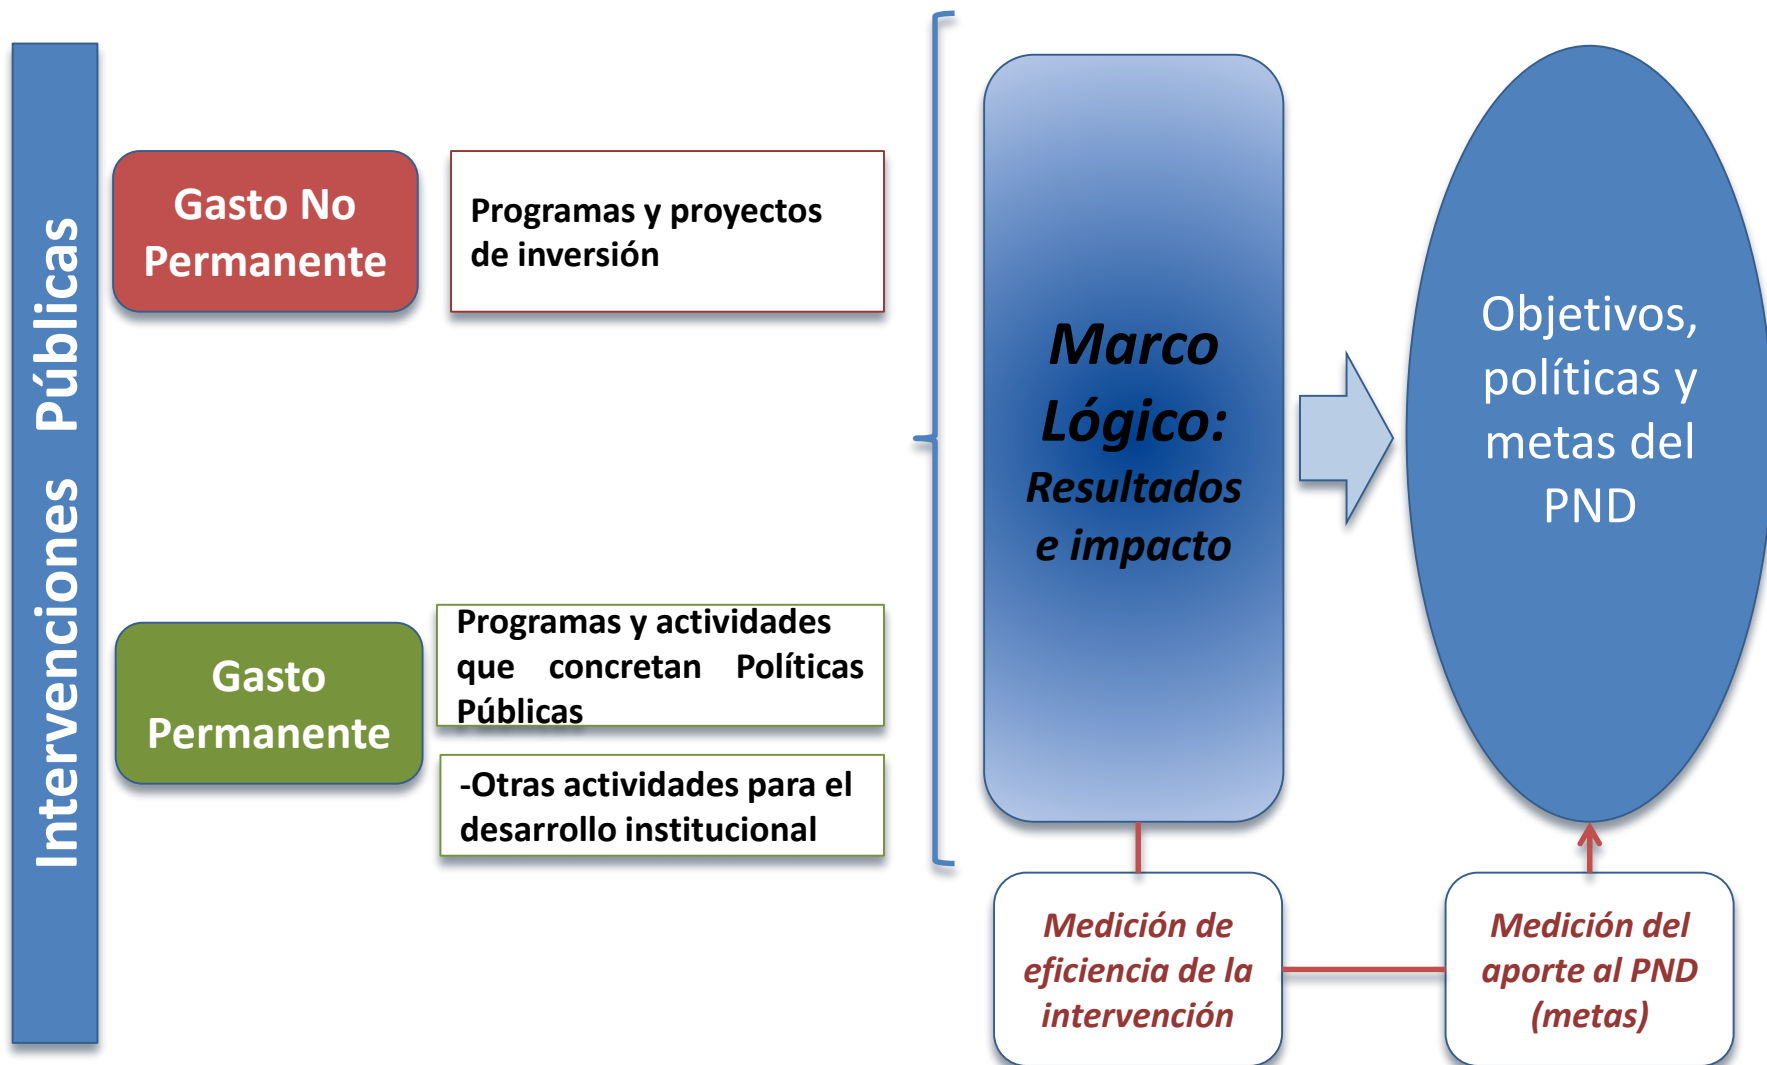 Intervenciones Públicas
Gasto No
Permanente
Programas y proyectos
de inversión
Gasto
Permanente
Programas y actividades
que concretan Políticas
Públicas
-Otras actividades para el
desarrollo institucional
Marco
Lógico:
Resultados
e impacto
Objetivos,
políticas y
metas del
PND
Medición de
eficiencia de la
intervención
Medición del
aporte al PND
(metas)